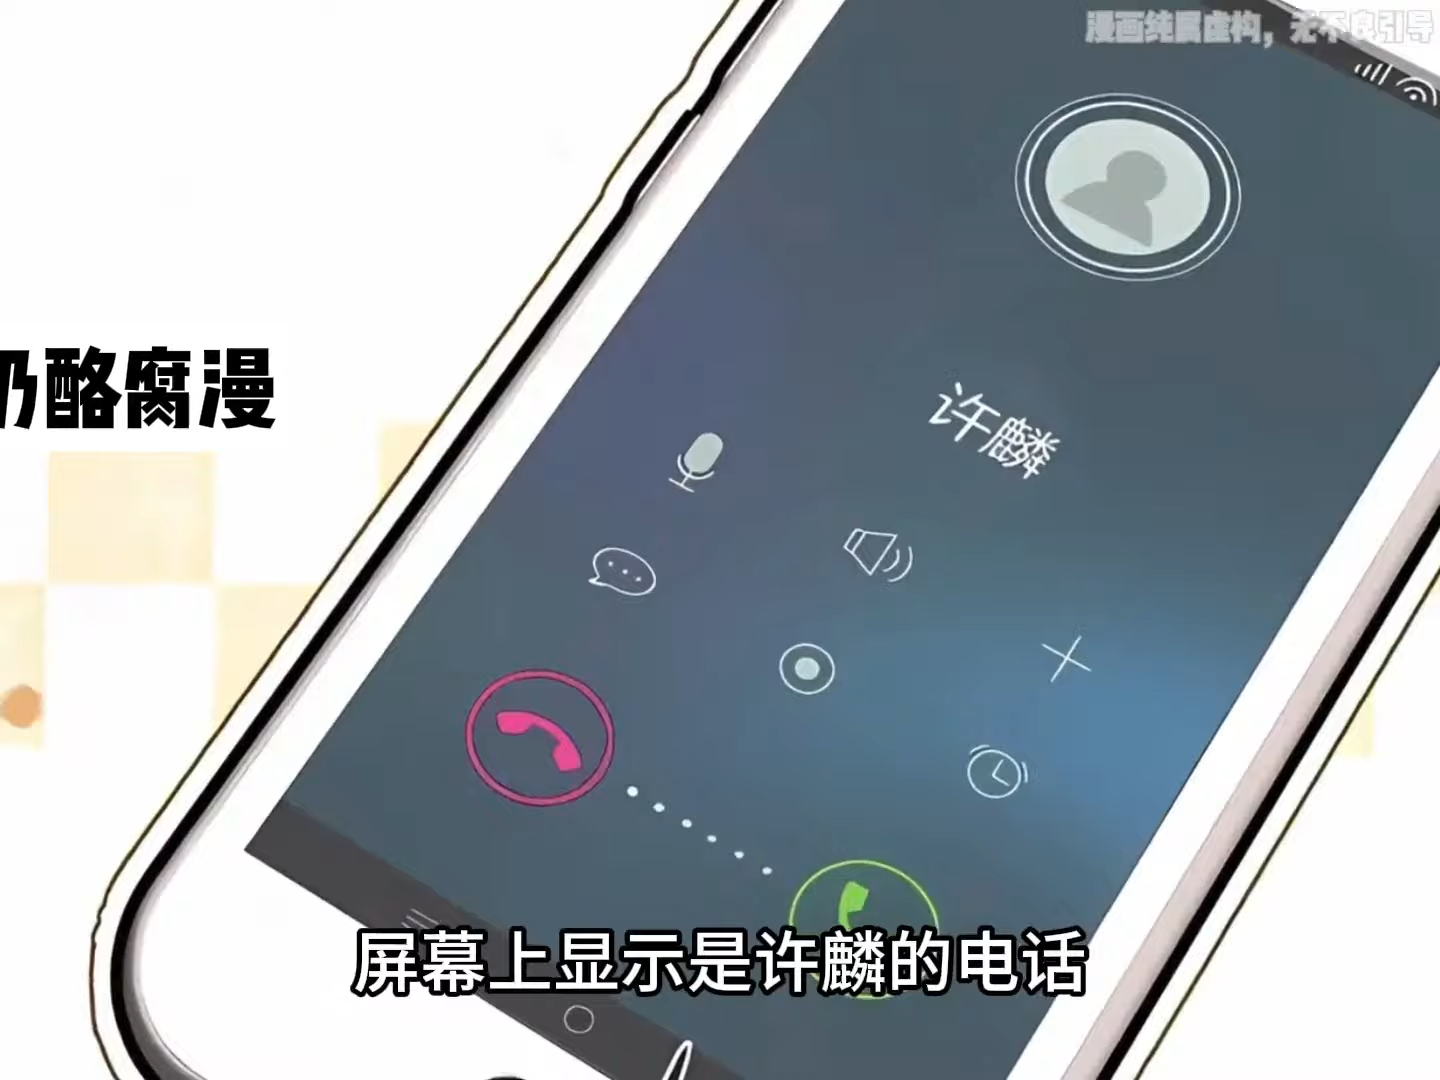 漫画纯属虚构，无不良引导
奶酪腐漫
许麟
屏幕上显示是许麟的电话